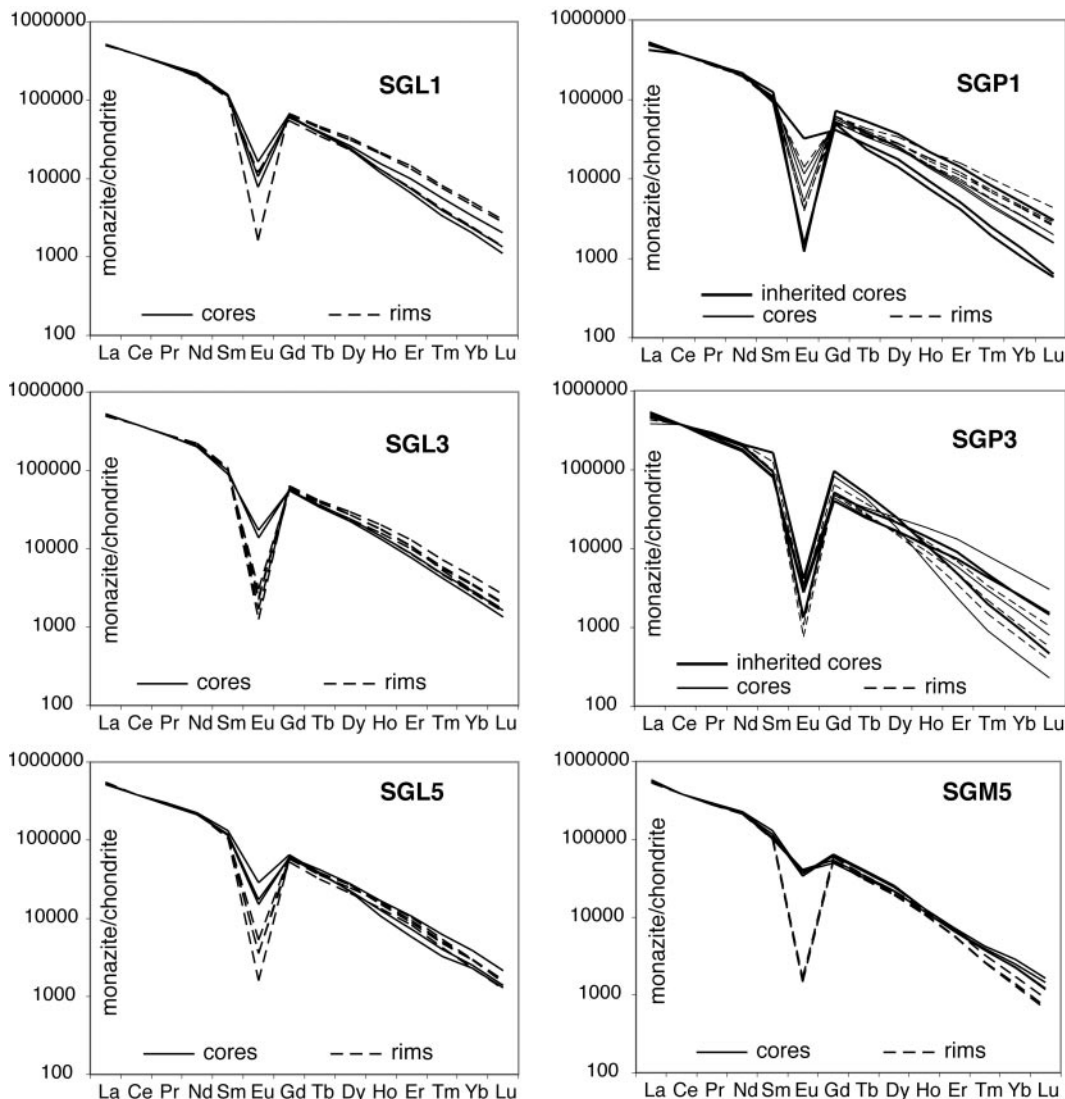 1000000
100000
10000
1000
100
monazite/chondrite
SGL1
cores
rims
La Ce Pr Nd Sm Eu Gd Tb Dy Ho Er Tm Yb Lu
1000000
100000
10000
1000
100
monazite/chondrite
SGP1
inherited cores
cores
rims
La Ce Pr Nd Sm Eu Gd Tb Dy Ho Er Tm Yb Lu
1000000
100000
10000
1000
100
monazite/chondrite
SGL3
cores
rims
La Ce Pr Nd Sm Eu Gd Tb Dy Ho Er Tm Yb Lu
1000000
100000
10000
1000
100
monazite/chondrite
SGP3
inherited cores
cores
rims
La Ce Pr Nd Sm Eu Gd Tb Dy Ho Er Tm Yb Lu
1000000
100000
10000
1000
100
monazite/chondrite
SGL5
cores
rims
La Ce Pr Nd Sm Eu Gd Tb Dy Ho Er Tm Yb Lu
1000000
100000
10000
1000
100
monazite/chondrite
SGM5
cores
rims
La Ce Pr Nd Sm Eu Gd Tb Dy Ho Er Tm Yb Lu